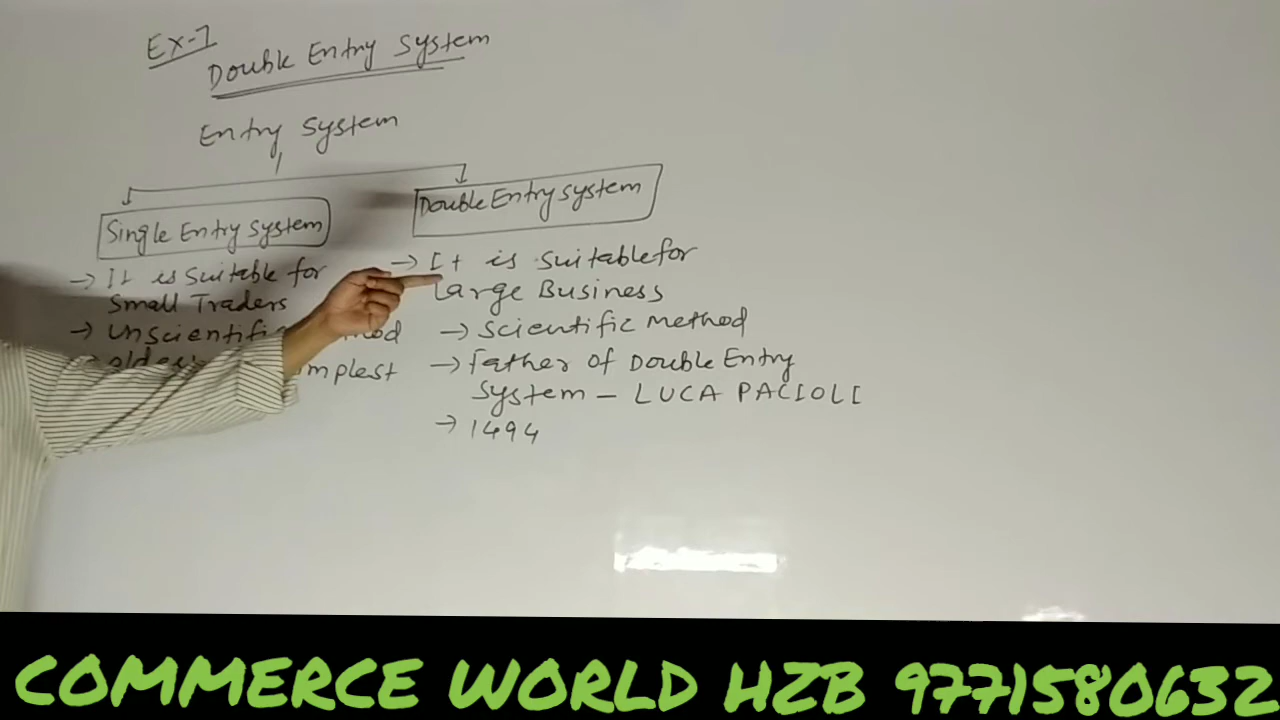 Ex-7
Double Entry System
Entry System
Single Entry System
→ It is Suitable for
Small Traders
→ Unscientific
→
implest
Double Entry System
→ It is Suitable for
Large Business
→ Scientific Method
→ Father of Double Entry
System – LUCA PACIOLI
→ 1494
COMMERCE WORLD HZB 9771580632